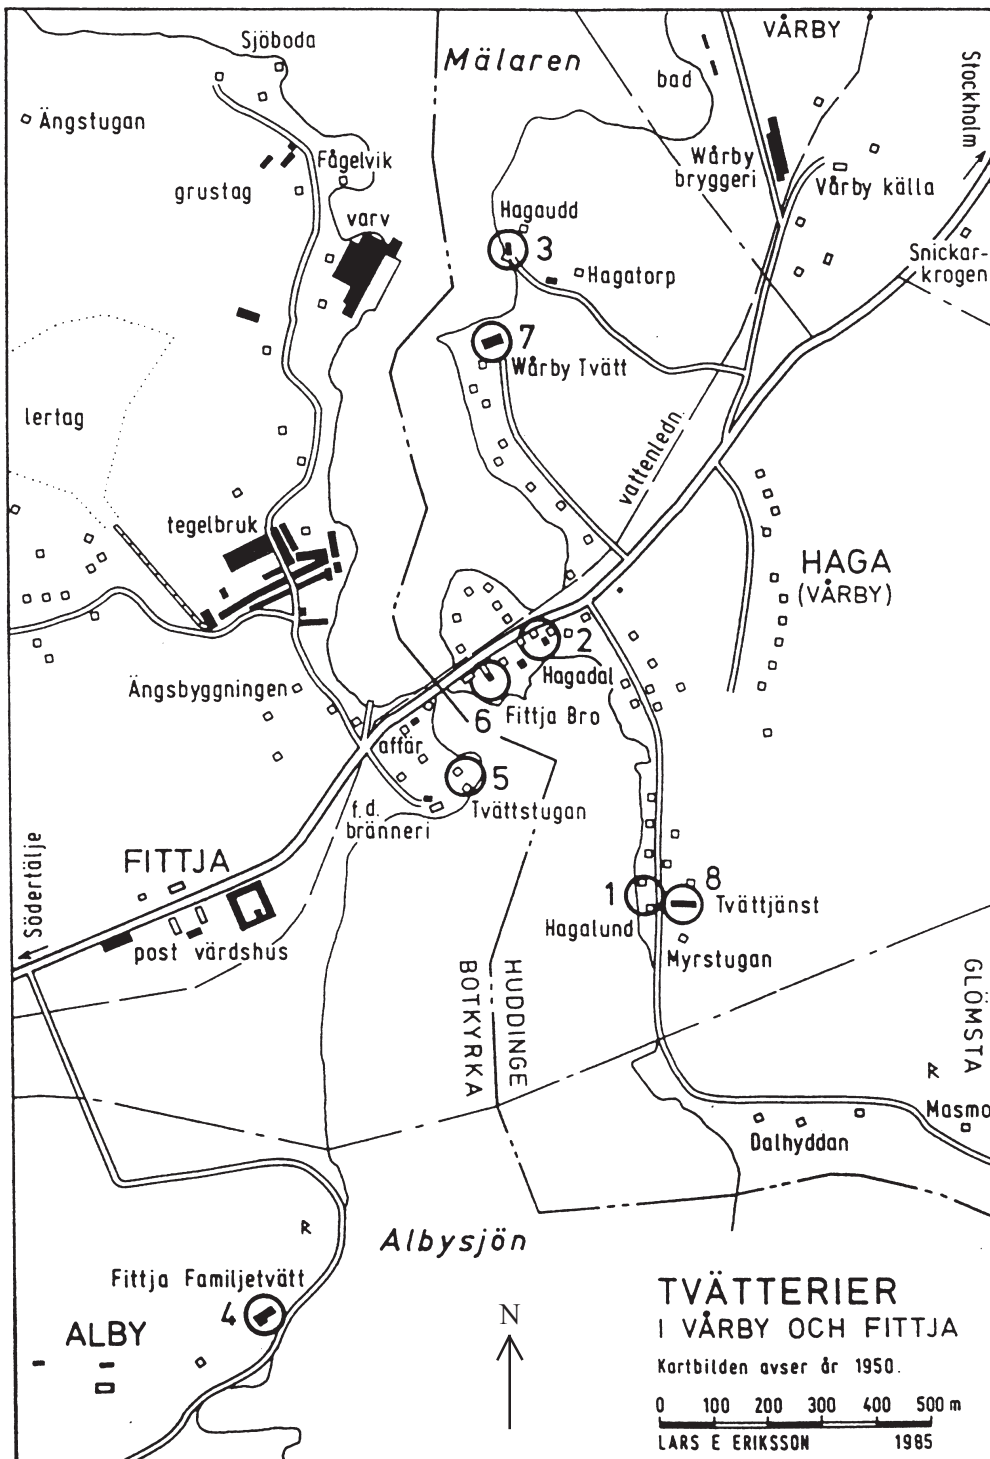 Sjöboda
Mälaren
VÅRBY
bad
Stockholm
Ängstugan
Fågelvik
grustag
varv
Wårby
bryggeri
Vårby källa
Hagaudd
3
Hagatorp
Snickar-
krogen
7
Wårby Tvätt
lertag
vattenledn.
tegelbruk
HAGA
(VÅRBY)
2
Hagadal
Ängsbyggningen
6
Fittja Bro
affär
5
Tvättstugan
f.d.
bränneri
FITTJA
Södertälje
post värdshus
1
8
Hagalund
Tvättjänst
Myrstugan
BOTKYRKA
HUDDINGE
GLÖMSTA
R
Masmo
Dalhyddan
R
Albysjön
Fittja Familjetvätt
4
ALBY
N
TVÄTTERIER
I VÅRBY OCH FITTJA
Kartbilden avser år 1950.
0 100 200 300 400 500 m
LARS E ERIKSSON 1985